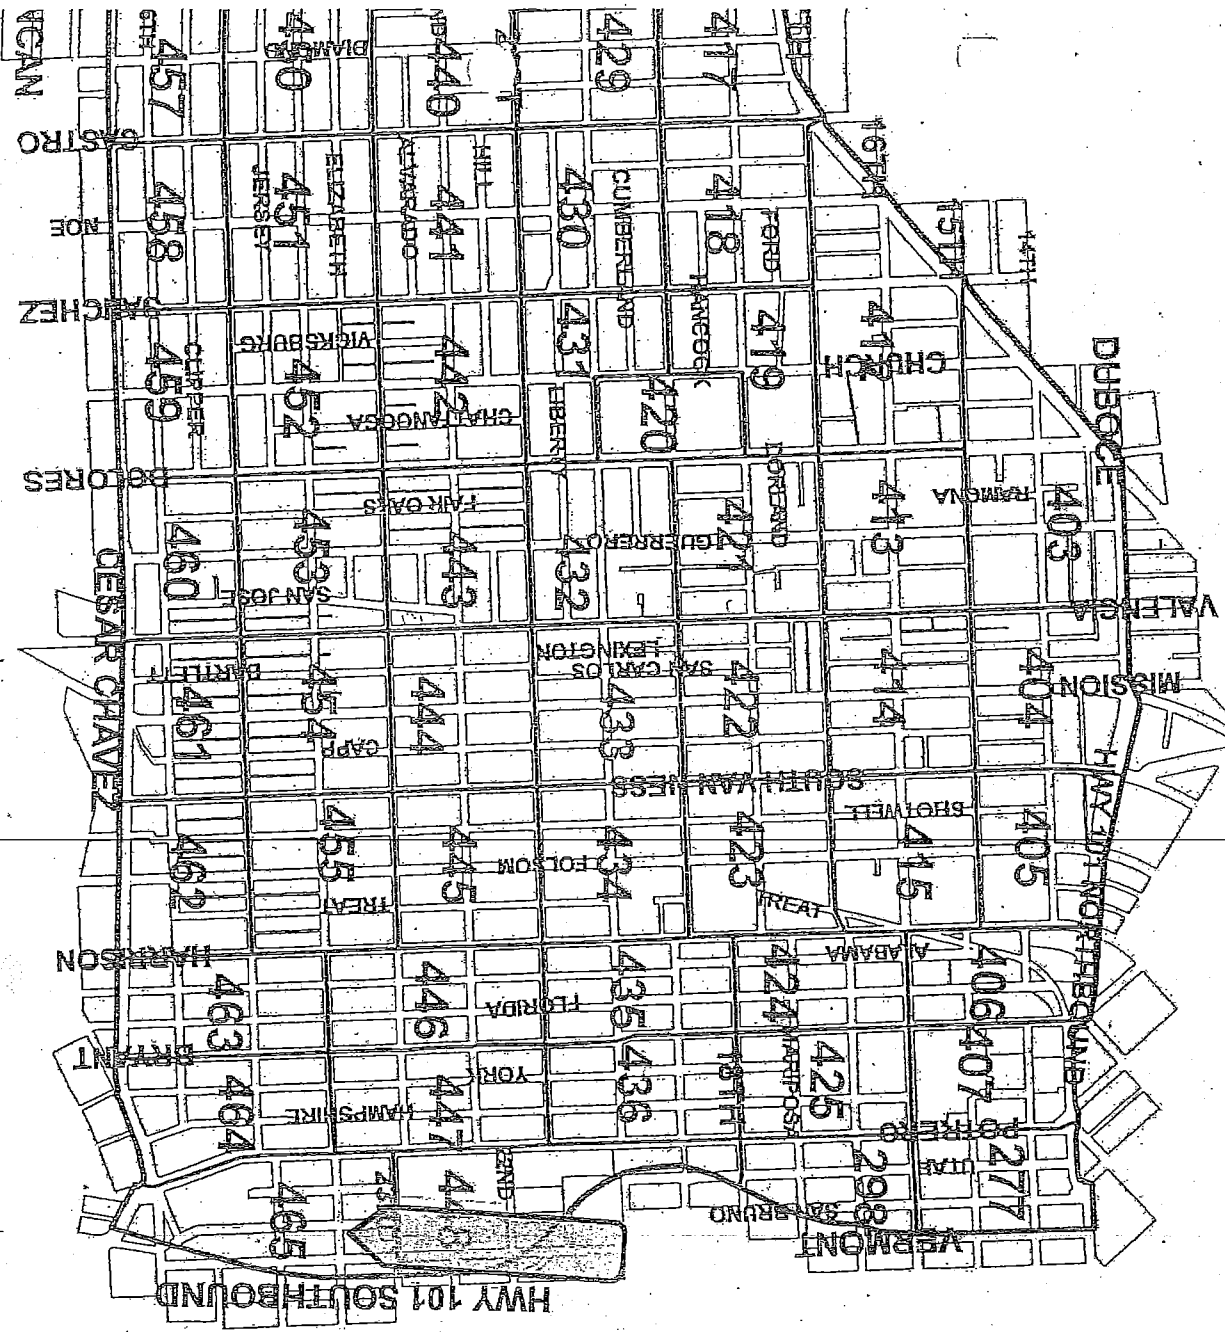 DIAMOND
457
440
429
417
CASTRO
16TH
HILL
ALVARADO
ELIZABETH
JERSEY
458
451
441
430
CUMBERLAND
418
FORD
15TH
14TH
NOE
HANCOCK
SANCHEZ
VICKSBURG
CLIPPER
459
452
442
431
419
CHURCH
DUBOCE
CHATTANOOGA
LIBERTY
420
DOLORES
FAIR OAKS
DORLAND
RAMONA
403
460
453
443
432
GUERRERO
421
413
SAN JOSE
CESAR CHAVEZ
VALENCIA
LEXINGTON
SAN CARLOS
BARTLETT
461
454
444
433
422
414
404
MISSION
CAPP
SOUTH VAN NESS
HWY 101 NORTHBOUND
SHOTWELL
462
455
445
FOLSOM
434
423
415
405
TREAT
TREAT
HARRISON
ALABAMA
463
446
FLORIDA
435
424
406
BRYANT
464
HAMPSHIRE
447
YORK
436
18TH
MARIPOSA
425
407
POTRERO
UTAH
277
298
465
SAN BRUNO
VERMONT
HWY 101 SOUTHBOUND